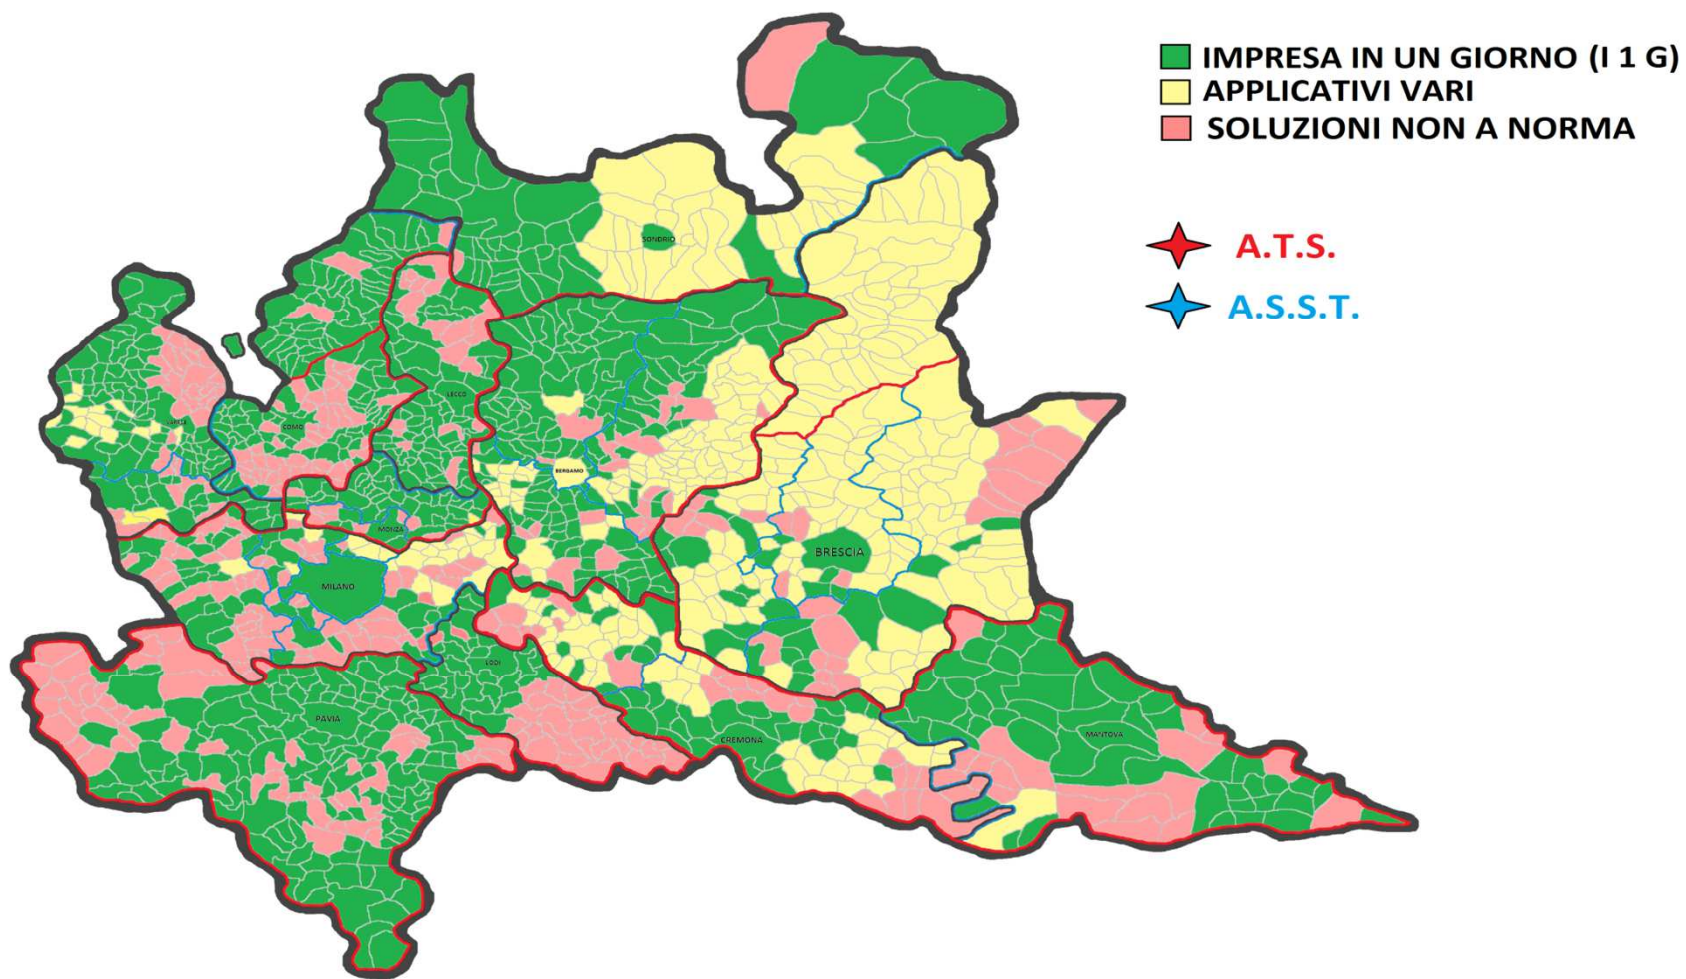 IMPRESA IN UN GIORNO (I 1 G)
APPLICATIVI VARI
SOLUZIONI NON A NORMA
A.T.S.
A.S.S.T.
SONDRIO
LECCO
VARESE
COMO
BERGAMO
MONZA
BRESCIA
MILANO
LODI
PAVIA
CREMONA
MANTOVA